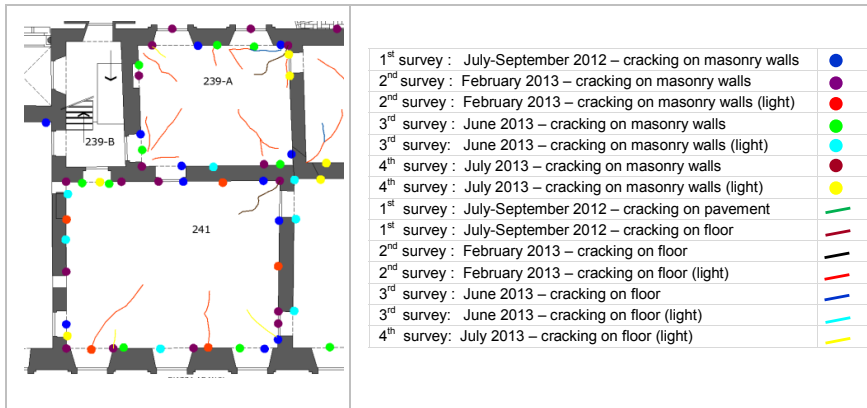 239-A
239-B
241
1st survey : July-September 2012 – cracking on masonry walls
2nd survey : February 2013 – cracking on masonry walls
2nd survey : February 2013 – cracking on masonry walls (light)
3rd survey : June 2013 – cracking on masonry walls
3rd survey: June 2013 – cracking on masonry walls (light)
4th survey : July 2013 – cracking on masonry walls
4th survey : July 2013 – cracking on masonry walls (light)
1st survey : July-September 2012 – cracking on pavement
1st survey : July-September 2012 – cracking on floor
2nd survey : February 2013 – cracking on floor
2nd survey : February 2013 – cracking on floor (light)
3rd survey : June 2013 – cracking on floor
3rd survey: June 2013 – cracking on floor (light)
4th survey: July 2013 – cracking on floor (light)